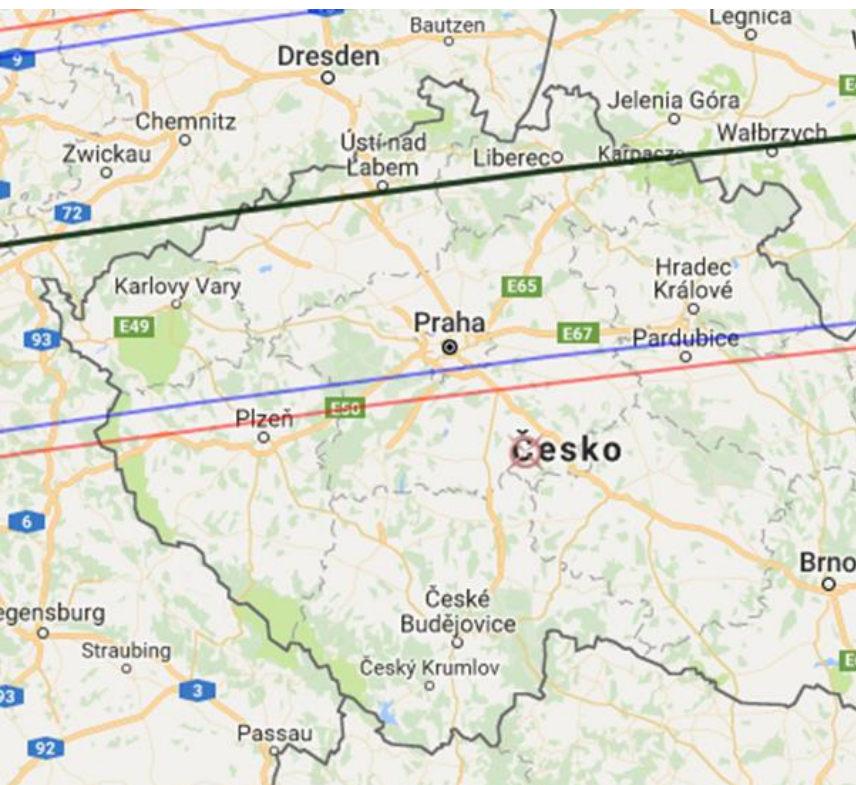 Bautzen
Legnica
9
Dresden
Jelenia Góra
Chemnitz
Wałbrzych
Ústí nad
Labem
Zwickau
Liberec
Karpacz
72
Hradec
Králové
Karlovy Vary
E65
Praha
E49
E67
93
Pardubice
E50
Plzeň
Česko
6
Brno
České
Budějovice
egensburg
Straubing
Český Krumlov
3
93
Passau
92